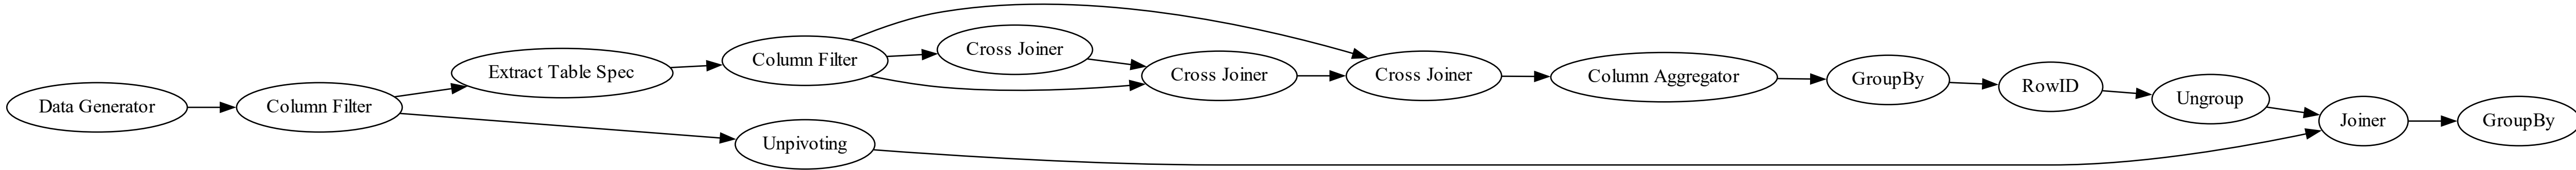 Data Generator
Column Filter
Extract Table Spec
Column Filter
Cross Joiner
Cross Joiner
Cross Joiner
Column Aggregator
GroupBy
RowID
Ungroup
Unpivoting
Joiner
GroupBy